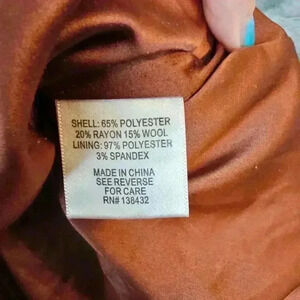 SHELL: 65% POLYESTER
20% RAYON 15% WOOL
LINING: 97% POLYESTER
3% SPANDEX
MADE IN CHINA
SEE REVERSE
FOR CARE
RN# 138432